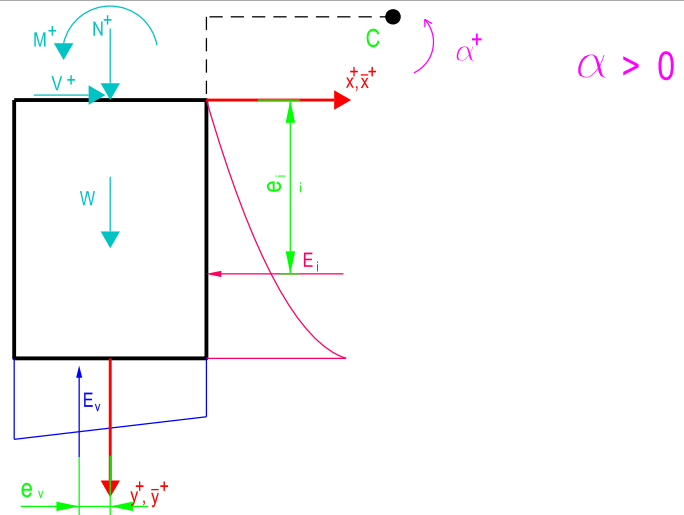 M⁺
N⁺
C
α⁺
α > 0
V⁺
x⁺, x̄⁺
W
eᵢ
i
Eᵢ
Eᵥ
eᵥ
y⁺, ȳ⁺